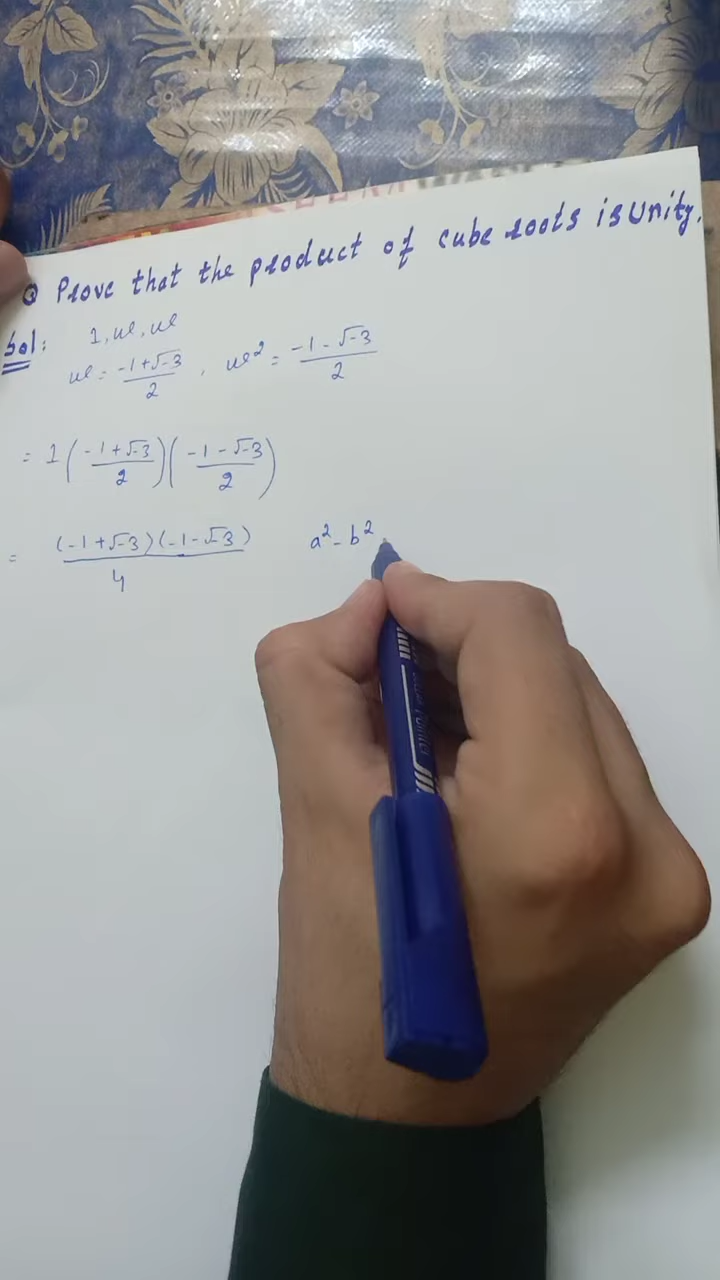 Q Prove that the product of cube roots is Unity.
Sol: 1, ω, ω
ω = -1+√-3/2 , ω² = -1-√-3/2
= 1(-1+√-3/2)(-1-√-3/2)
= (-1+√-3)(-1-√-3)/4 a²-b²